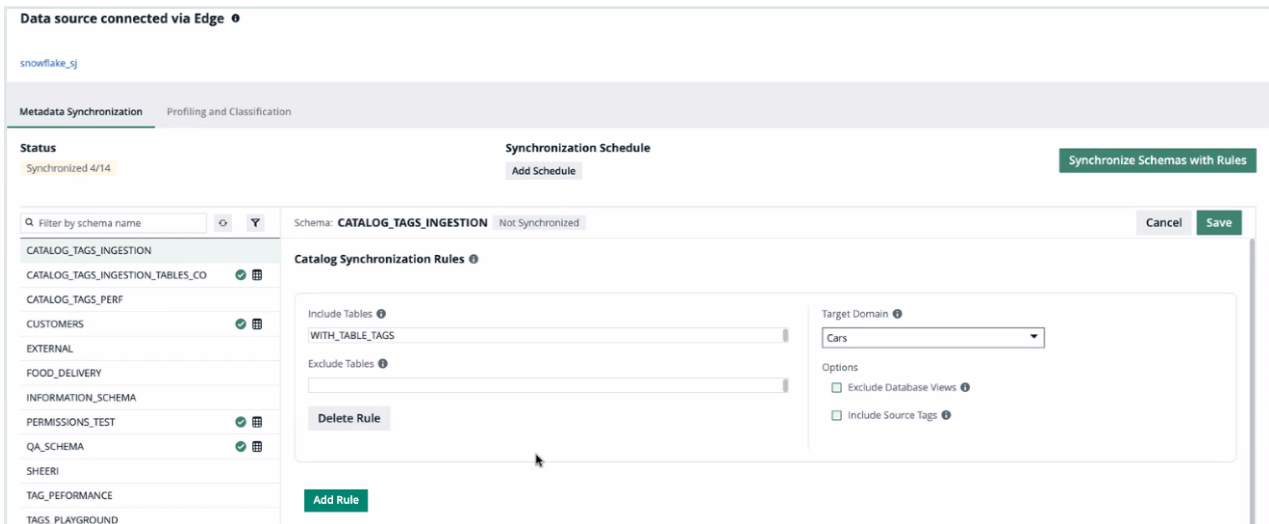 Data source connected via Edge
snowflake_sj
Metadata Synchronization Profiling and Classification
Status
Synchronized 4/14
Synchronization Schedule
Add Schedule
Synchronize Schemas with Rules
Filter by schema name
CATALOG_TAGS_INGESTION
CATALOG_TAGS_INGESTION_TABLES_CO
CATALOG_TAGS_PERF
CUSTOMERS
EXTERNAL
FOOD_DELIVERY
INFORMATION_SCHEMA
PERMISSIONS_TEST
QA_SCHEMA
SHEERI
TAG_PEFORMANCE
TAGS_PLAYGROUND
Schema: CATALOG_TAGS_INGESTION Not Synchronized
Cancel Save
Catalog Synchronization Rules
Include Tables
WITH_TABLE_TAGS
Exclude Tables
Delete Rule
Target Domain
Cars
Options
Exclude Database Views
Include Source Tags
Add Rule